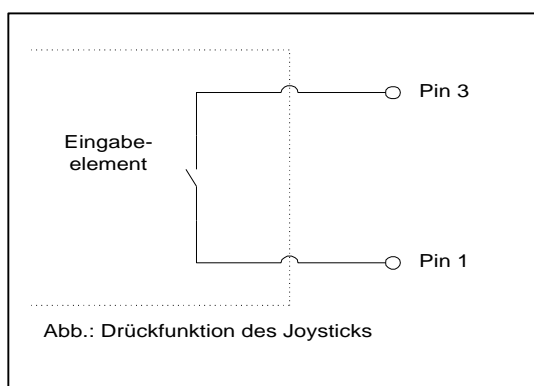 Pin 3
Eingabe-
element
Pin 1
Abb.: Drückfunktion des Joysticks